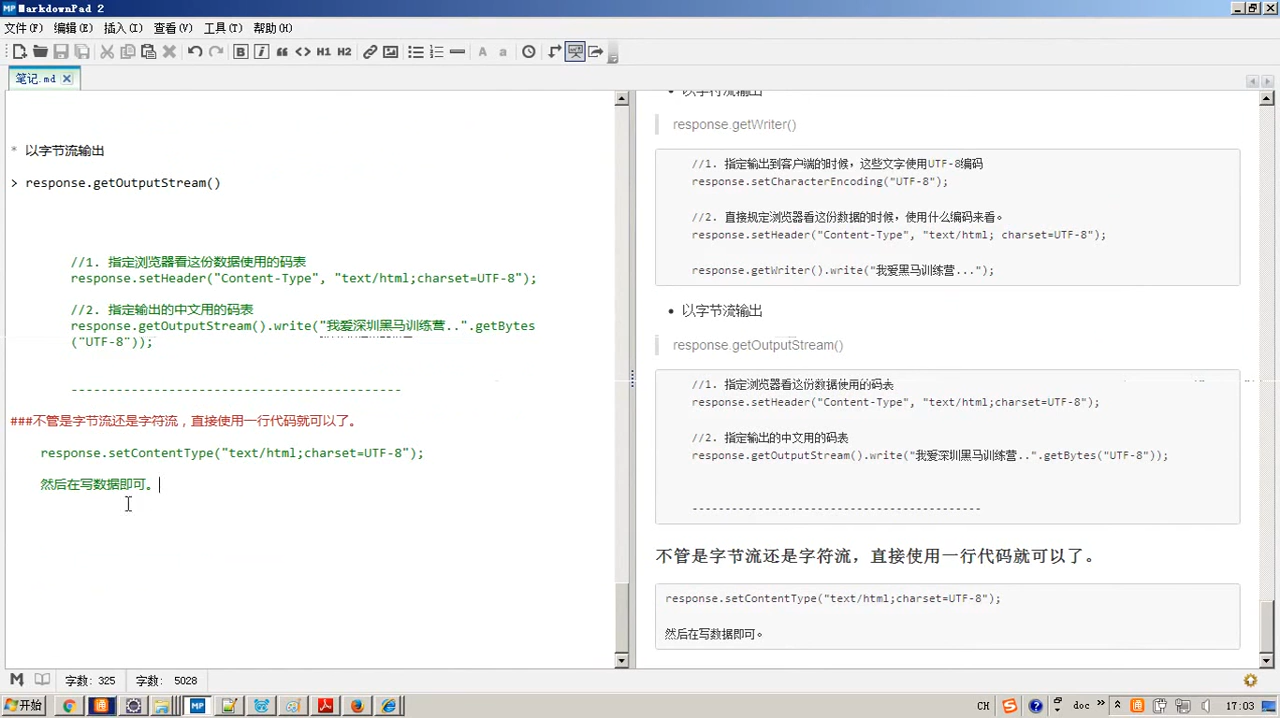 MarkdownPad 2
文件(F) 编辑(E) 插入(I) 查看(V) 工具(T) 帮助(H)
B i “ <> H1 H2 A a
笔记.md
* 以字节流输出
> response.getOutputStream()
//1. 指定浏览器看这份数据使用的码表
response.setHeader("Content-Type", "text/html;charset=UTF-8");
//2. 指定输出的中文用的码表
response.getOutputStream().write("我爱深圳黑马训练营..".getBytes
("UTF-8"));
--------------------------------------------
###不管是字节流还是字符流，直接使用一行代码就可以了。
response.setContentType("text/html;charset=UTF-8");
然后在写数据即可。
以字符流输出
response.getWriter()
//1. 指定输出到客户端的时候，这些文字使用UTF-8编码
response.setCharacterEncoding("UTF-8");
//2. 直接规定浏览器看这份数据的时候，使用什么编码来看。
response.setHeader("Content-Type", "text/html; charset=UTF-8");
response.getWriter().write("我爱黑马训练营...");
• 以字节流输出
response.getOutputStream()
//1. 指定浏览器看这份数据使用的码表
response.setHeader("Content-Type", "text/html;charset=UTF-8");
//2. 指定输出的中文用的码表
response.getOutputStream().write("我爱深圳黑马训练营..".getBytes("UTF-8"));
--------------------------------------------
不管是字节流还是字符流，直接使用一行代码就可以了。
response.setContentType("text/html;charset=UTF-8");
然后在写数据即可。
字数: 325 字数: 5028
开始 MP CH doc 17:03